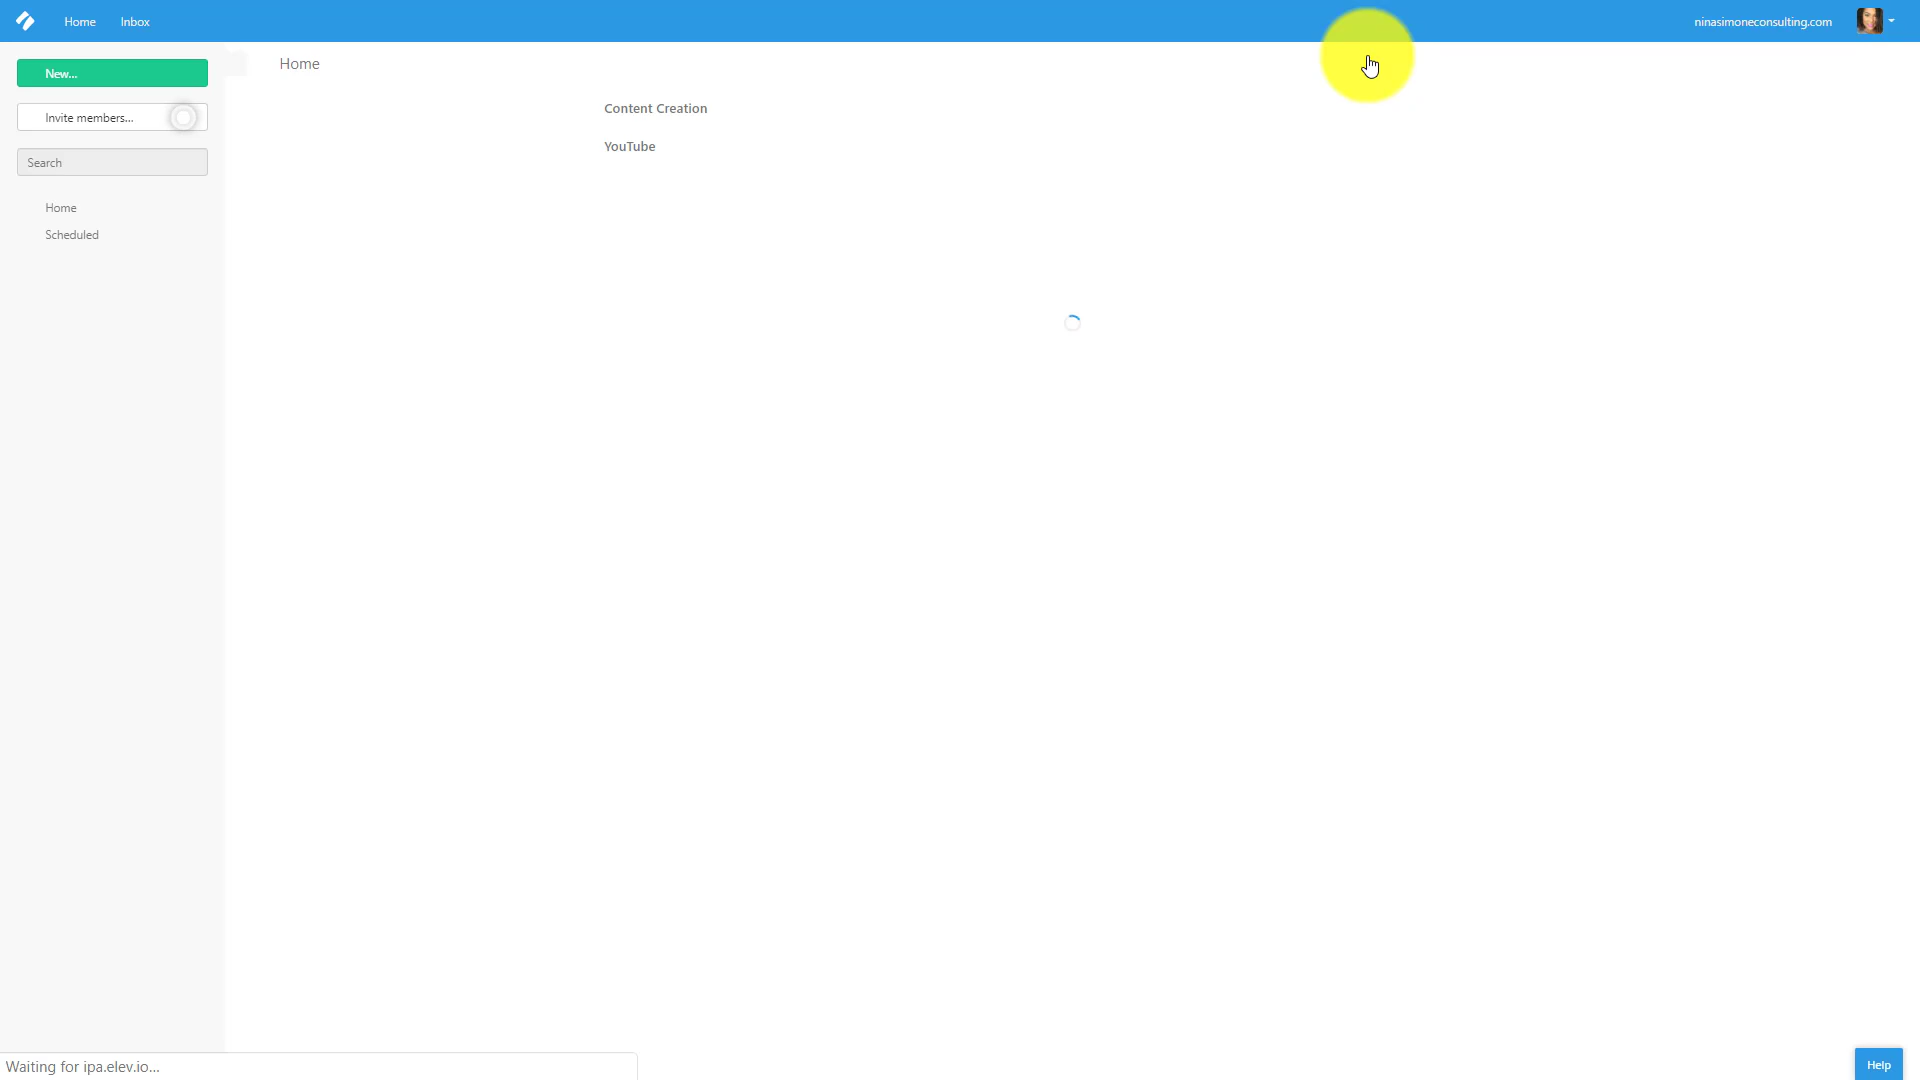 Home
Inbox
ninasimoneconsulting.com
New...
Home
Content Creation
Invite members...
YouTube
Search
Home
Scheduled
Waiting for ipa.elev.io...
Help